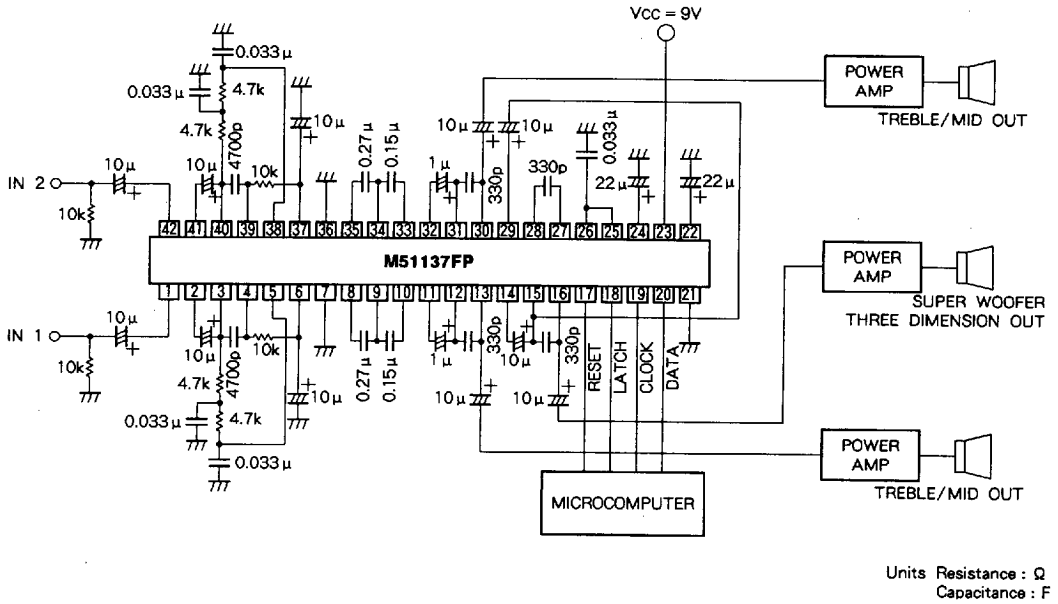 VCC = 9V
0.033μ
0.033μ
4.7k
4.7k
4700p
10μ
10k
10μ
0.27μ
0.15μ
1μ
330p
10μ
10μ
330p
0.033μ
22μ
22μ
POWER
AMP
TREBLE/MID OUT
IN 2
10μ
10k
42 41 40 39 38 37 36 35 34 33 32 31 30 29 28 27 26 25 24 23 22
M51137FP
1 2 3 4 5 6 7 8 9 10 11 12 13 14 15 16 17 18 19 20 21
POWER
AMP
SUPER WOOFER
THREE DIMENSION OUT
IN 1
10μ
10k
10μ
4700p
10k
4.7k
4.7k
0.033μ
0.033μ
10μ
0.27μ
0.15μ
1μ
330p
10μ
10μ
330p
10μ
RESET
LATCH
CLOCK
DATA
POWER
AMP
TREBLE/MID OUT
MICROCOMPUTER
Units Resistance : Ω
Capacitance : F